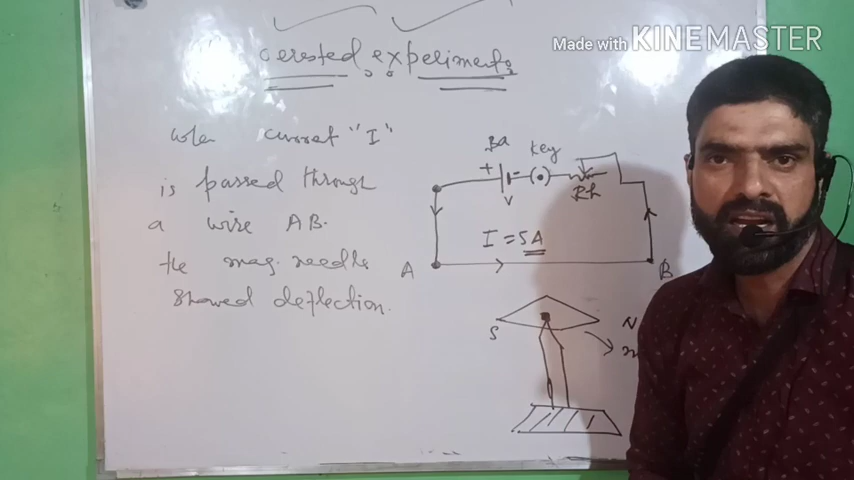 Made with KINEMASTER
oersted experiments
when current "I"
is passed through
a wire AB.
the mag. needle
showed deflection.
Ba
key
+ -
V
Rh
I = 5A
A
B
S
N